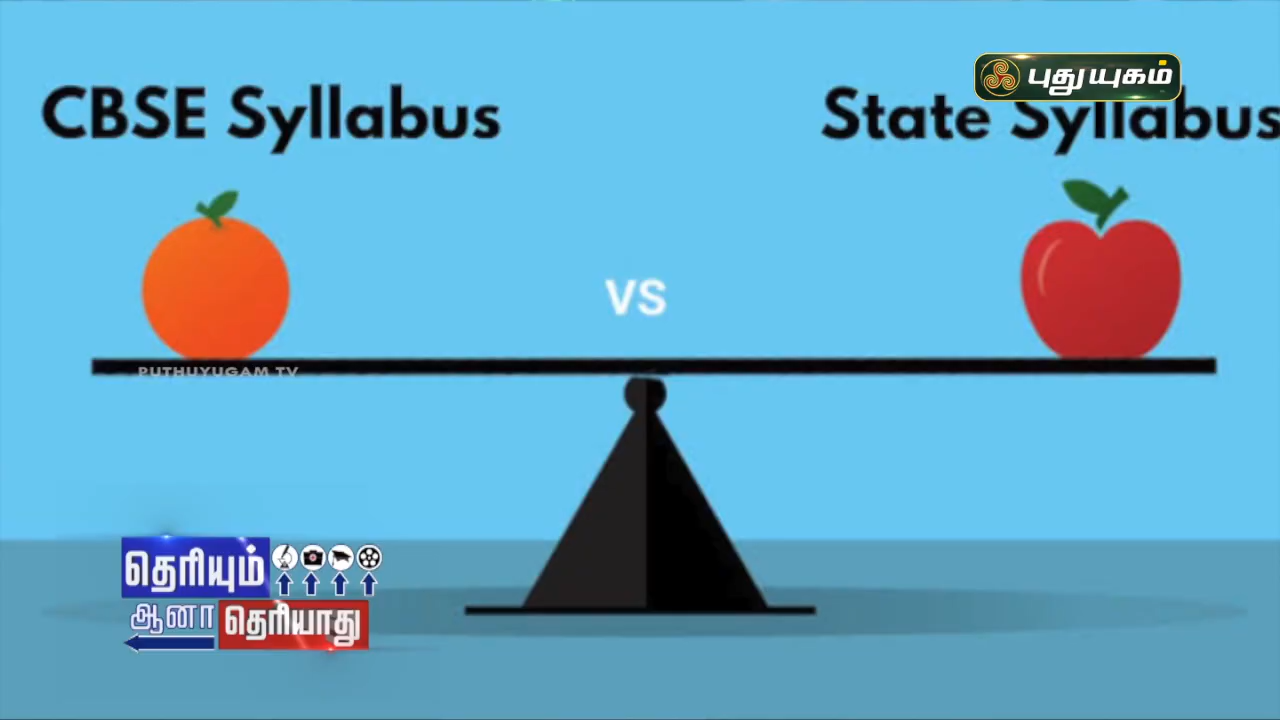 புதுயுகம்
CBSE Syllabus
State Syllabus
VS
PUTHUYUGAM TV
தெரியும்
ஆனா தெரியாது